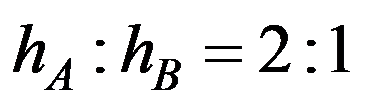 h_A : h_B = 2 : 1